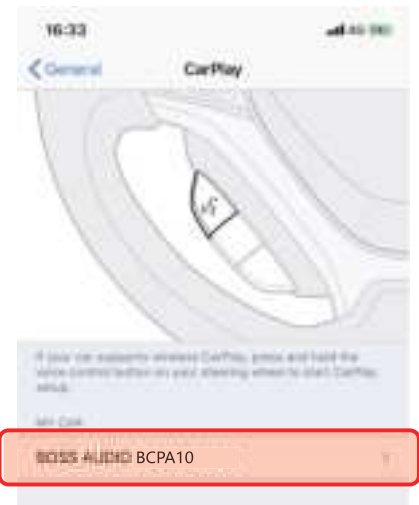 16:33
4G
General
CarPlay
If your car supports wireless CarPlay, press and hold the
voice control button on your steering wheel to start CarPlay
setup.
MY CAR
BOSS AUDIO BCPA10